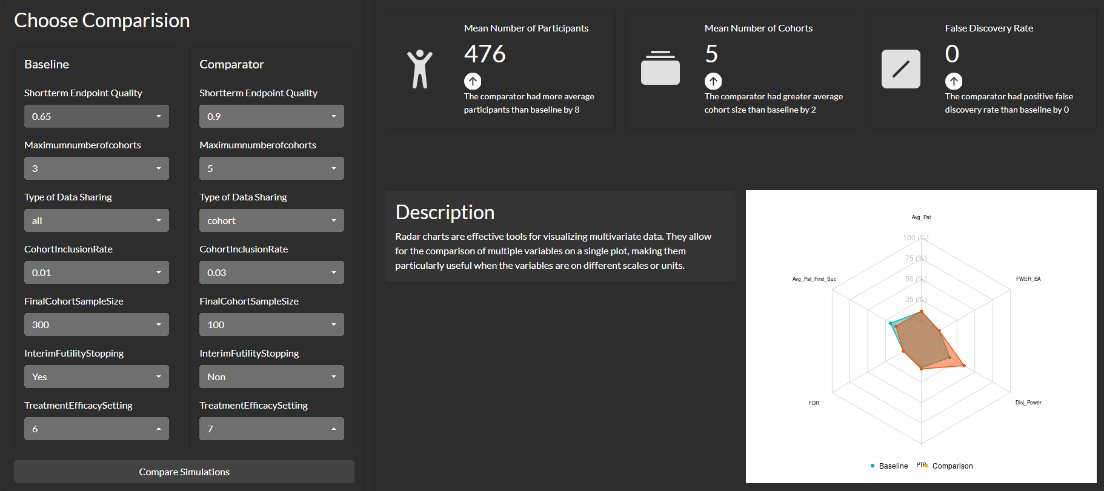 Choose Comparision
Baseline
Shortterm Endpoint Quality
0.65
Maximumnumberofcohorts
3
Type of Data Sharing
all
CohortInclusionRate
0.01
FinalCohortSampleSize
300
InterimFutilityStopping
Yes
TreatmentEfficacySetting
6
Comparator
Shortterm Endpoint Quality
0.9
Maximumnumberofcohorts
5
Type of Data Sharing
cohort
CohortInclusionRate
0.03
FinalCohortSampleSize
100
InterimFutilityStopping
Non
TreatmentEfficacySetting
7
Compare Simulations
Mean Number of Participants
476
The comparator had more average
participants than baseline by 8
Mean Number of Cohorts
5
The comparator had greater average
cohort size than baseline by 2
False Discovery Rate
0
The comparator had positive false
discovery rate than baseline by 0
Description
Radar charts are effective tools for visualizing multivariate data. They allow
for the comparison of multiple variables on a single plot, making them
particularly useful when the variables are on different scales or units.
Avg_Pat
100 (%)
75 (%)
50 (%)
25 (%)
Avg_Pat_First_Suc
FWER_BA
FDR
Disj_Power
PTP
Baseline
Comparison